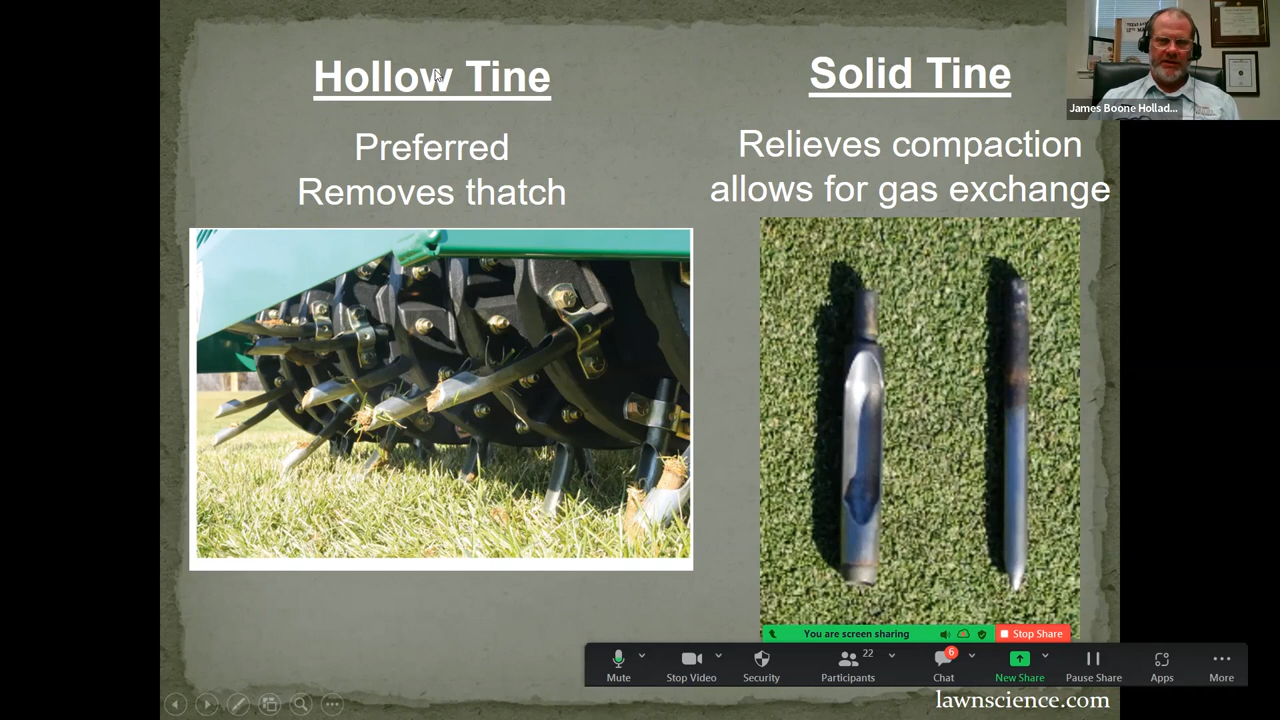 Hollow Tine
Preferred
Removes thatch
Solid Tine
Relieves compaction
allows for gas exchange
James Boone Hollad...
You are screen sharing
Stop Share
Mute
Stop Video
Security
22
Participants
6
Chat
New Share
Pause Share
Apps
More
lawnscience.com